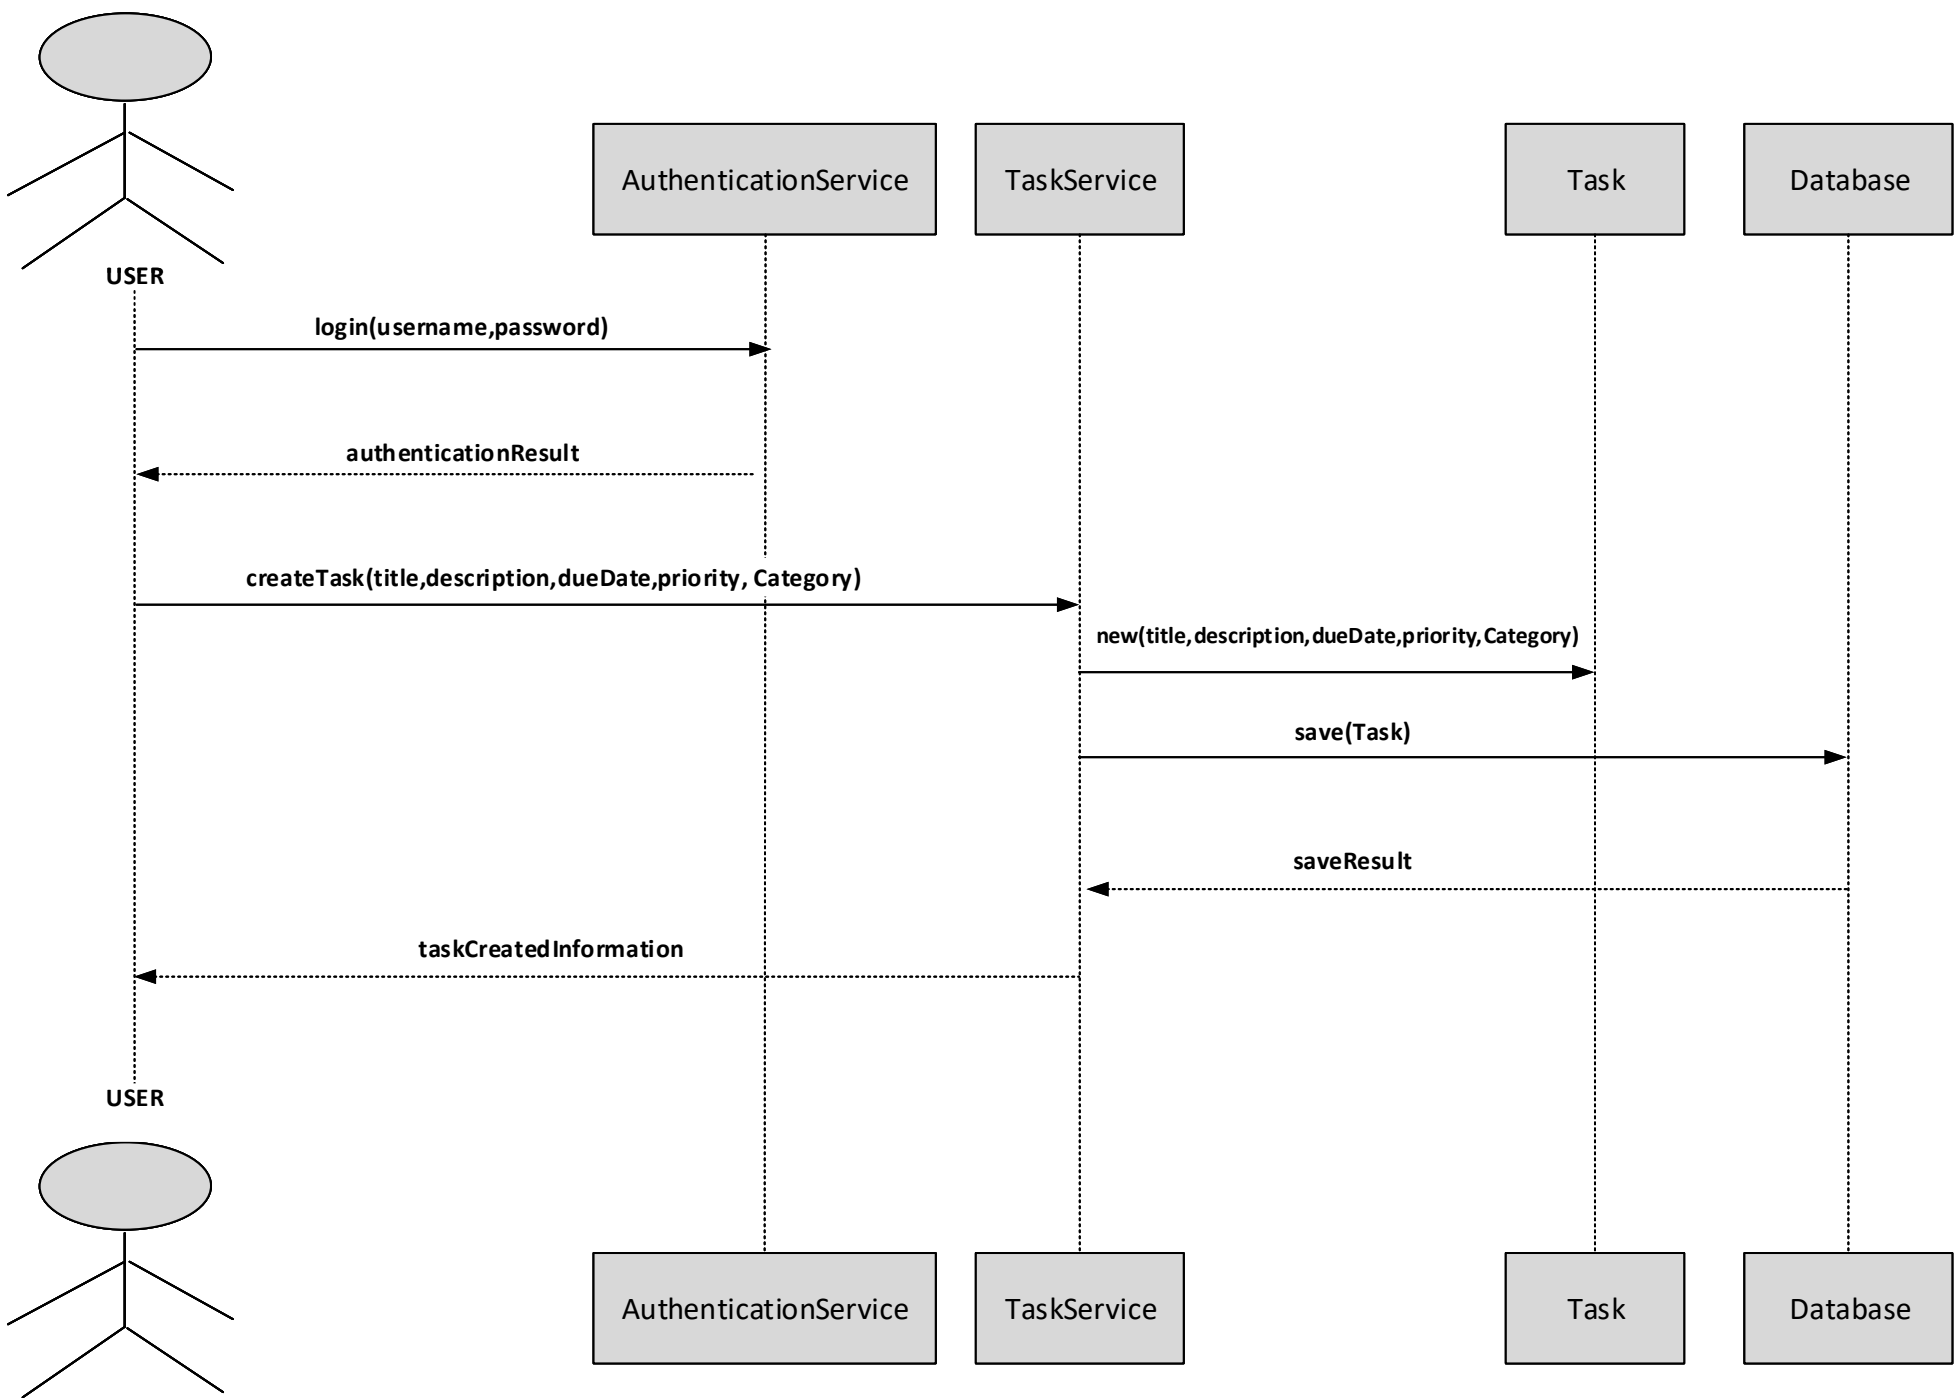 AuthenticationService
TaskService
Task
Database
USER
login(username,password)
authenticationResult
createTask(title,description,dueDate,priority, Category)
new(title,description,dueDate,priority,Category)
save(Task)
saveResult
taskCreatedInformation
USER
AuthenticationService
TaskService
Task
Database